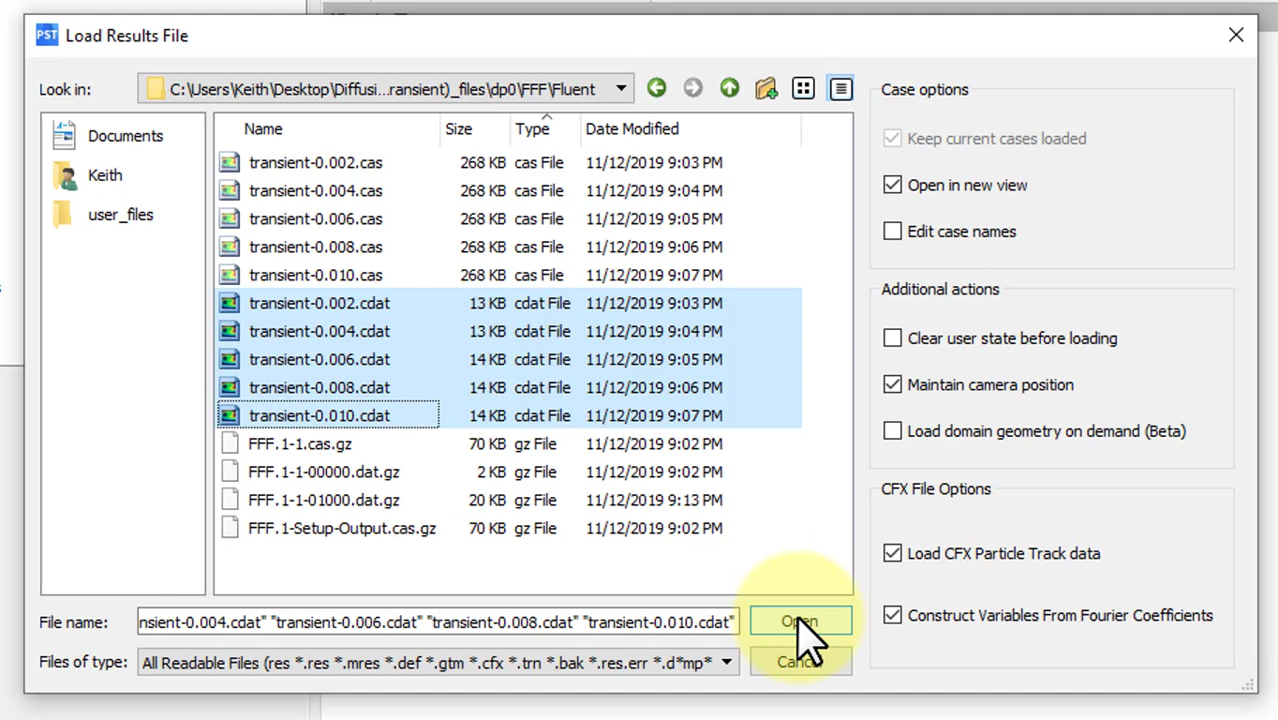 PST Load Results File
Look in: C:\Users\Keith\Desktop\Diffusi...ransient)_files\dp0\FFF\Fluent
Documents
Keith
user_files
Name Size Type Date Modified
transient-0.002.cas 268 KB cas File 11/12/2019 9:03 PM
transient-0.004.cas 268 KB cas File 11/12/2019 9:04 PM
transient-0.006.cas 268 KB cas File 11/12/2019 9:05 PM
transient-0.008.cas 268 KB cas File 11/12/2019 9:06 PM
transient-0.010.cas 268 KB cas File 11/12/2019 9:07 PM
transient-0.002.cdat 13 KB cdat File 11/12/2019 9:03 PM
transient-0.004.cdat 13 KB cdat File 11/12/2019 9:04 PM
transient-0.006.cdat 14 KB cdat File 11/12/2019 9:05 PM
transient-0.008.cdat 14 KB cdat File 11/12/2019 9:06 PM
transient-0.010.cdat 14 KB cdat File 11/12/2019 9:07 PM
FFF.1-1.cas.gz 70 KB gz File 11/12/2019 9:02 PM
FFF.1-1-00000.dat.gz 2 KB gz File 11/12/2019 9:02 PM
FFF.1-1-01000.dat.gz 20 KB gz File 11/12/2019 9:13 PM
FFF.1-Setup-Output.cas.gz 70 KB gz File 11/12/2019 9:02 PM
File name: nsient-0.004.cdat" "transient-0.006.cdat" "transient-0.008.cdat" "transient-0.010.cdat" Open
Files of type: All Readable Files (res *.res *.mres *.def *.gtm *.cfx *.trn *.bak *.res.err *.d*mp* Cancel
Case options
Keep current cases loaded
Open in new view
Edit case names
Additional actions
Clear user state before loading
Maintain camera position
Load domain geometry on demand (Beta)
CFX File Options
Load CFX Particle Track data
Construct Variables From Fourier Coefficients